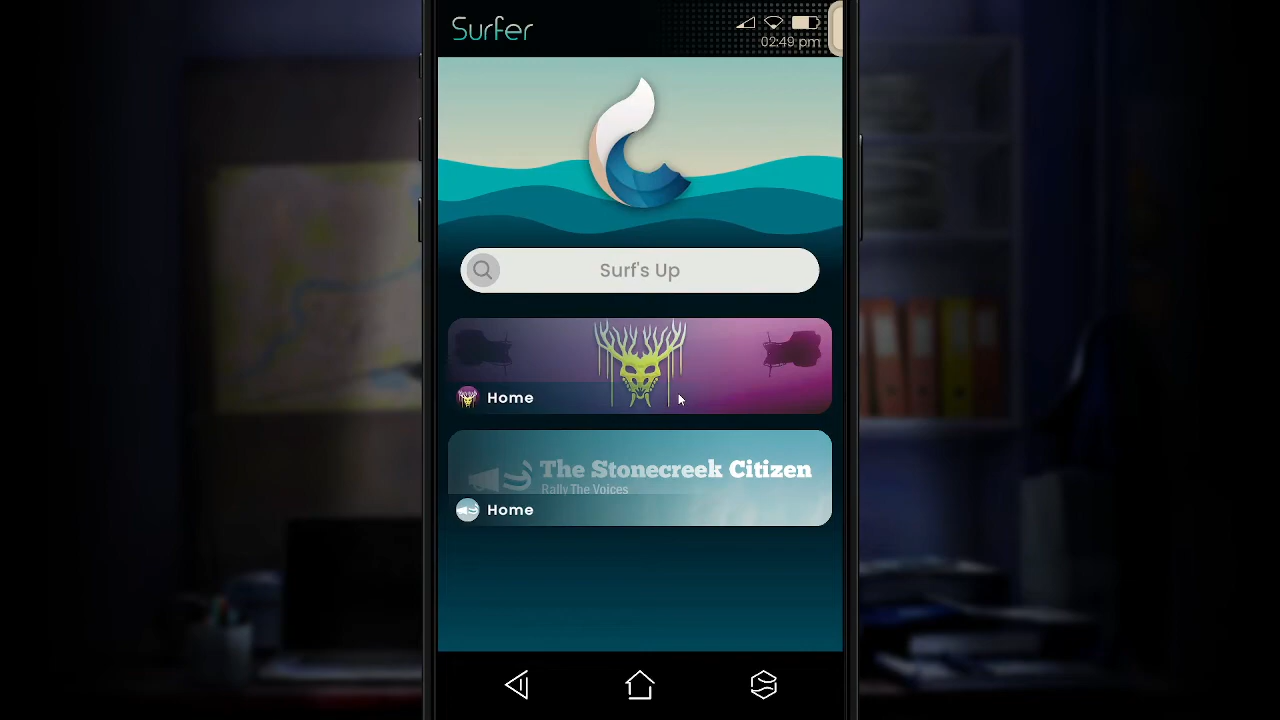 Surfer
02:49 pm
Surf's Up
Home
The Stonecreek Citizen
Rally The Voices
Home